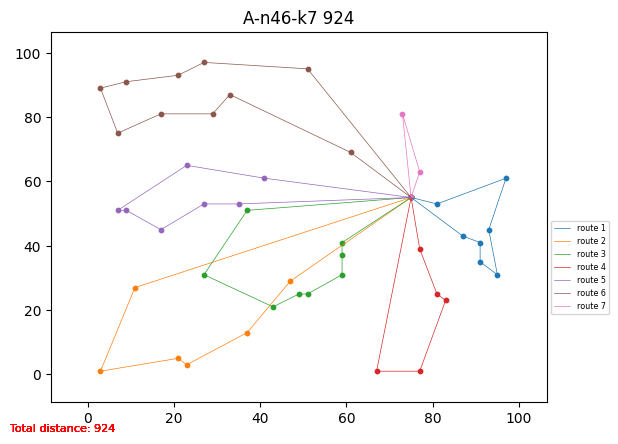 A-n46-k7 924
100
80
60
40
20
0
0 20 40 60 80 100
route 1
route 2
route 3
route 4
route 5
route 6
route 7
Total distance: 924